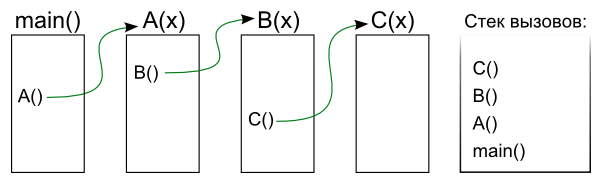 main() A(x) B(x) C(x) Стек вызовов:
B()
A()
C()
C()
B()
A()
main()